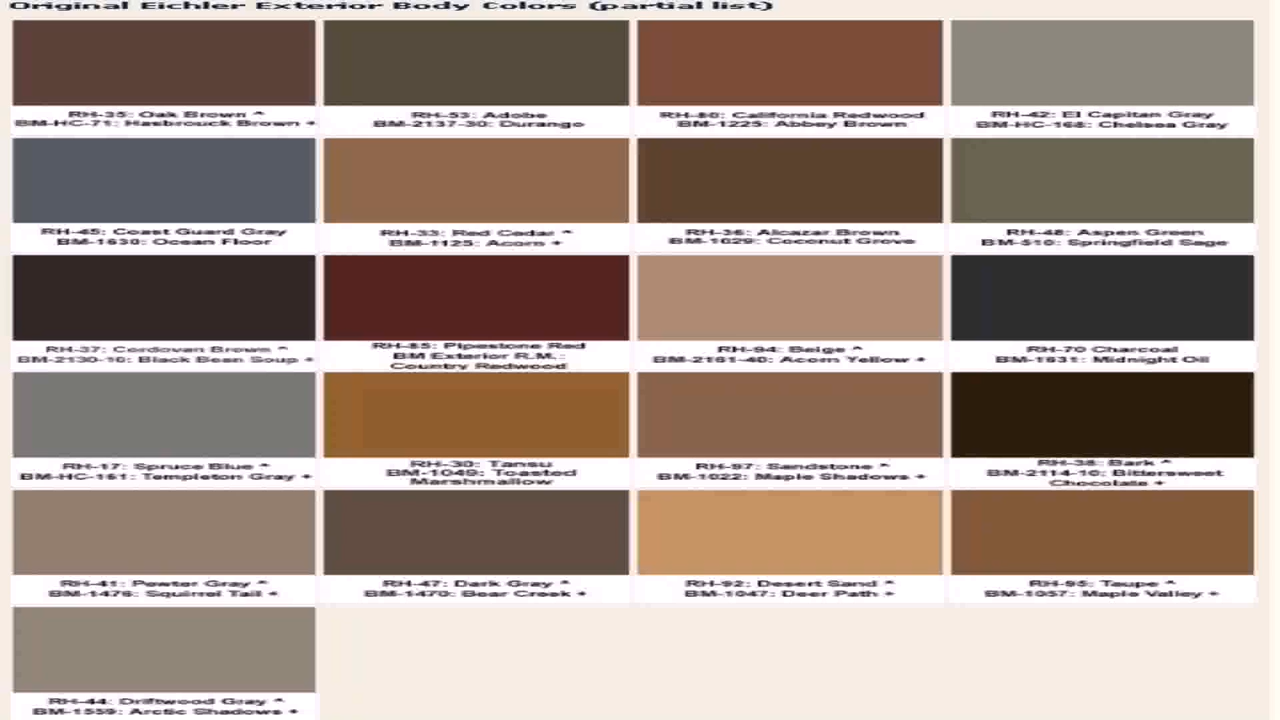 Original Eichler Exterior Body Colors (partial list)
RH-35: Oak Brown ^
BM-HC-71: Hasbrouck Brown +
RH-53: Adobe
BM-2137-30: Durango
RH-80: California Redwood
BM-1225: Abbey Brown
RH-42: El Capitan Gray
BM-HC-168: Chelsea Gray
RH-45: Coast Guard Gray
BM-1630: Ocean Floor
RH-33: Red Cedar ^
BM-1125: Acorn +
RH-36: Alcazar Brown
BM-1029: Coconut Grove
RH-48: Aspen Green
BM-510: Springfield Sage
RH-37: Cordovan Brown ^
BM-2130-10: Black Bean Soup +
RH-85: Pipestone Red
BM Exterior R.M.:
Country Redwood
RH-94: Beige ^
BM-2161-40: Acorn Yellow +
RH-70 Charcoal
BM-1631: Midnight Oil
RH-17: Spruce Blue ^
BM-HC-161: Templeton Gray +
RH-30: Tansu
BM-1049: Toasted
Marshmallow
RH-97: Sandstone ^
BM-1022: Maple Shadows +
RH-38: Bark ^
BM-2114-10: Bittersweet
Chocolate +
RH-41: Pewter Gray ^
BM-1476: Squirrel Tail +
RH-47: Dark Gray ^
BM-1470: Bear Creek +
RH-92: Desert Sand ^
BM-1047: Deer Path +
RH-95: Taupe ^
BM-1057: Maple Valley +
RH-44: Driftwood Gray ^
BM-1559: Arctic Shadows +